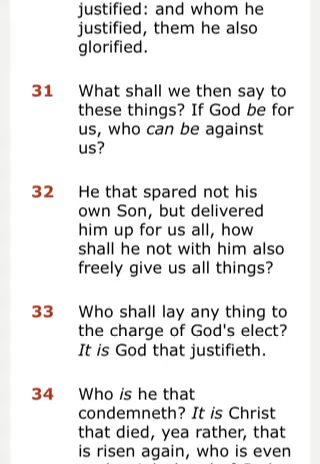 justified: and whom he
justified, them he also
glorified.
31 What shall we then say to
these things? If God be for
us, who can be against
us?
32 He that spared not his
own Son, but delivered
him up for us all, how
shall he not with him also
freely give us all things?
33 Who shall lay any thing to
the charge of God's elect?
It is God that justifieth.
34 Who is he that
condemneth? It is Christ
that died, yea rather, that
is risen again, who is even